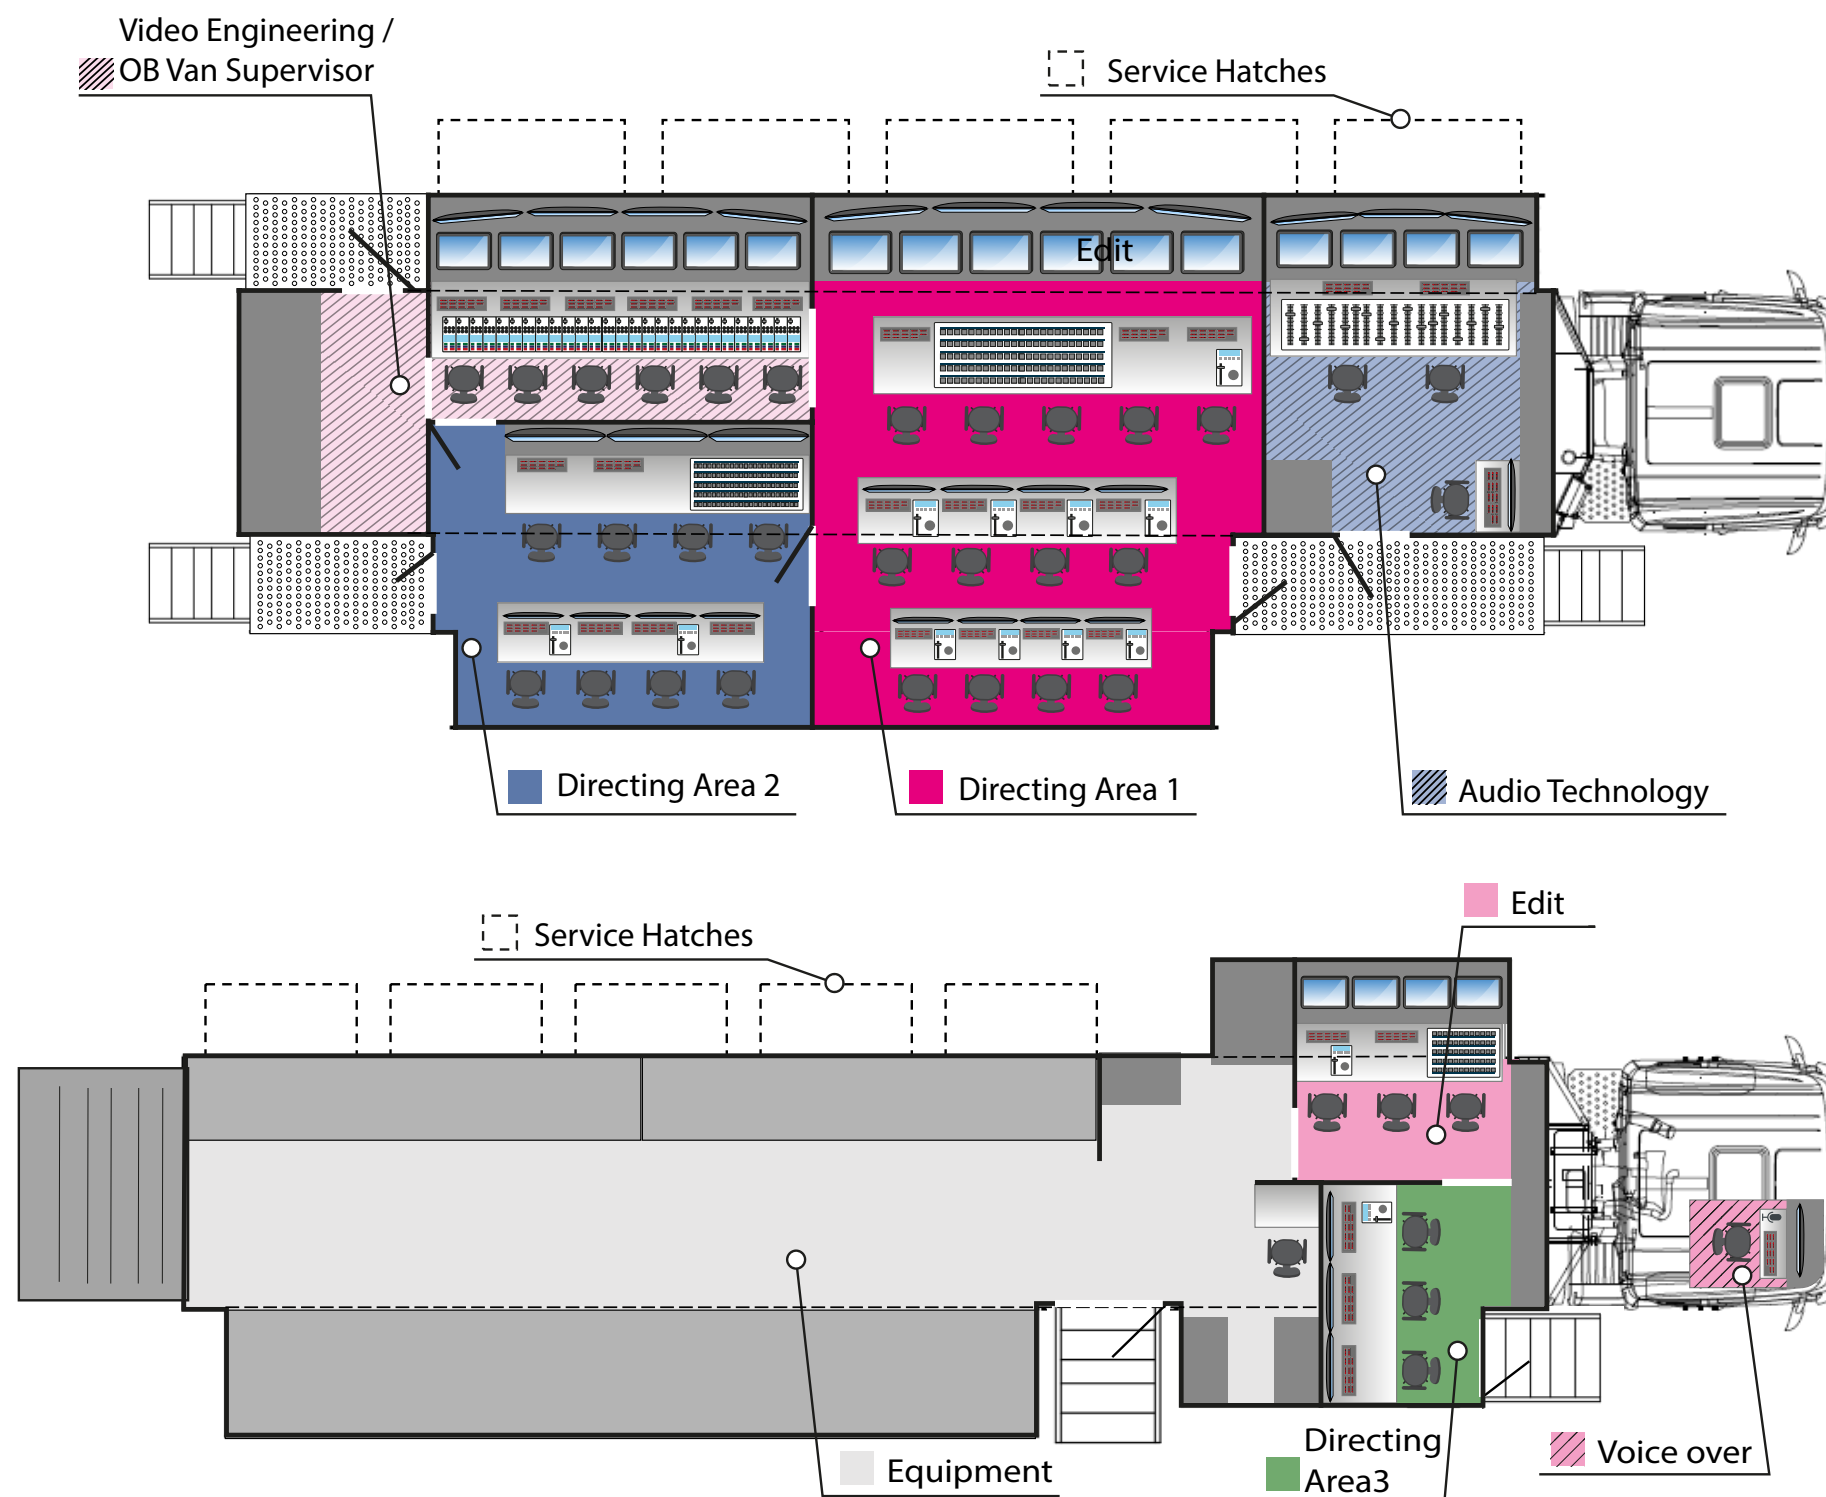 Video Engineering /
OB Van Supervisor
Service Hatches
Edit
Directing Area 2
Directing Area 1
Audio Technology
Edit
Service Hatches
Equipment
Directing
Area3
Voice over